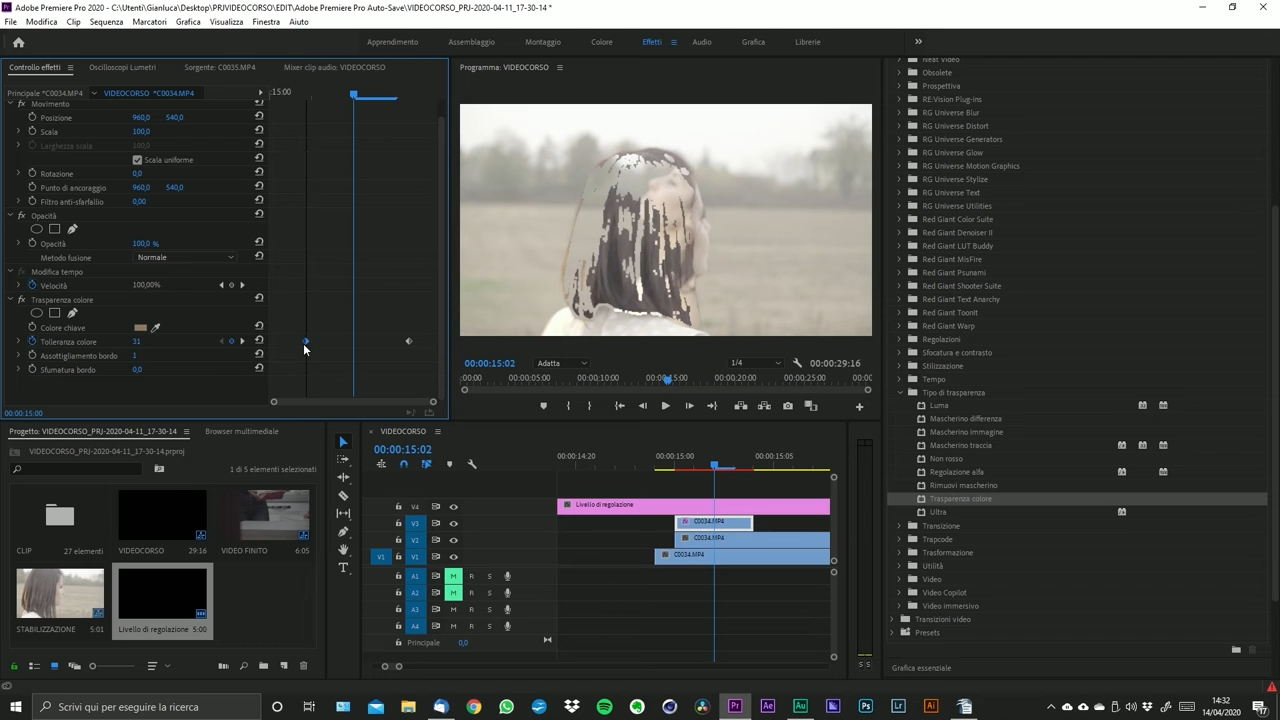 Adobe Premiere Pro 2020 - C:\Utenti\Gianluca\Desktop\PRJVIDEOCORSO\EDIT\Adobe Premiere Pro Auto-Save\VIDEOCORSO_PRJ-2020-04-11_17-30-14 *
File Modifica Clip Sequenza Marcatori Grafica Visualizza Finestra Aiuto
Apprendimento Assemblaggio Montaggio Colore Effetti Audio Grafica Librerie
Controllo effetti Oscilloscopi Lumetri Sorgente: C0035.MP4 Mixer clip audio: VIDEOCORSO
Principale *C0034.MP4 VIDEOCORSO *C0034.MP4 :15:00
Movimento
Posizione 960,0 540,0
Scala 100,0
Larghezza scala 100,0
Scala uniforme
Rotazione 0,0
Punto di ancoraggio 960,0 540,0
Filtro anti-sfarfallio 0,00
Opacità
Opacità 100,0 %
Metodo fusione Normale
Modifica tempo
Velocità 100,00%
Trasparenza colore
Colore chiave
Tolleranza colore 31
Assottigliamento bordo 1
Sfumatura bordo 0,0
00:00:15:00
Programma: VIDEOCORSO
00:00:15:02 Adatta 1/4 00:00:29:16
:00:00 00:00:05:00 00:00:10:00 00:00:15:00 00:00:20:00 00:00:25:00 00:00
Neat Video
Obsolete
Prospettiva
RE:Vision Plug-ins
RG Universe Blur
RG Universe Distort
RG Universe Generators
RG Universe Glow
RG Universe Motion Graphics
RG Universe Stylize
RG Universe Text
RG Universe Utilities
Red Giant Color Suite
Red Giant Denoiser II
Red Giant LUT Buddy
Red Giant MisFire
Red Giant Psunami
Red Giant Shooter Suite
Red Giant Text Anarchy
Red Giant ToonIt
Red Giant Warp
Regolazioni
Sfocatura e contrasto
Stilizzazione
Tempo
Tipo di trasparenza
Luma
Mascherino differenza
Mascherino immagine
Mascherino traccia
Non rosso
Regolazione alfa
Rimuovi mascherino
Trasparenza colore
Ultra
Transizione
Trapcode
Trasformazione
Utilità
Video
Video Copilot
Video immersivo
Transizioni video
Presets
Grafica essenziale
Progetto: VIDEOCORSO_PRJ-2020-04-11_17-30-14 Browser multimediale
VIDEOCORSO_PRJ-2020-04-11_17-30-14.prproj
1 di 5 elementi selezionati
CLIP 27 elementi VIDEOCORSO 29:16 VIDEO FINITO 6:05
STABILIZZAZIONE 5:01 Livello di regolazione 5:00
VIDEOCORSO
00:00:15:02 00:00:14:20 00:00:15:00 00:00:15:05
V4 Livello di regolazione
V3 C0034.MP4
V2 C0034.MP4
V1 V1 C0034.MP4
A1 M R S
A2 M R S
A3 M R S
A4 M R S
Principale 0,0
S S
Scrivi qui per eseguire la ricerca
Pr Ae Au Ps Lr Ai
14:32
14/04/2020
17